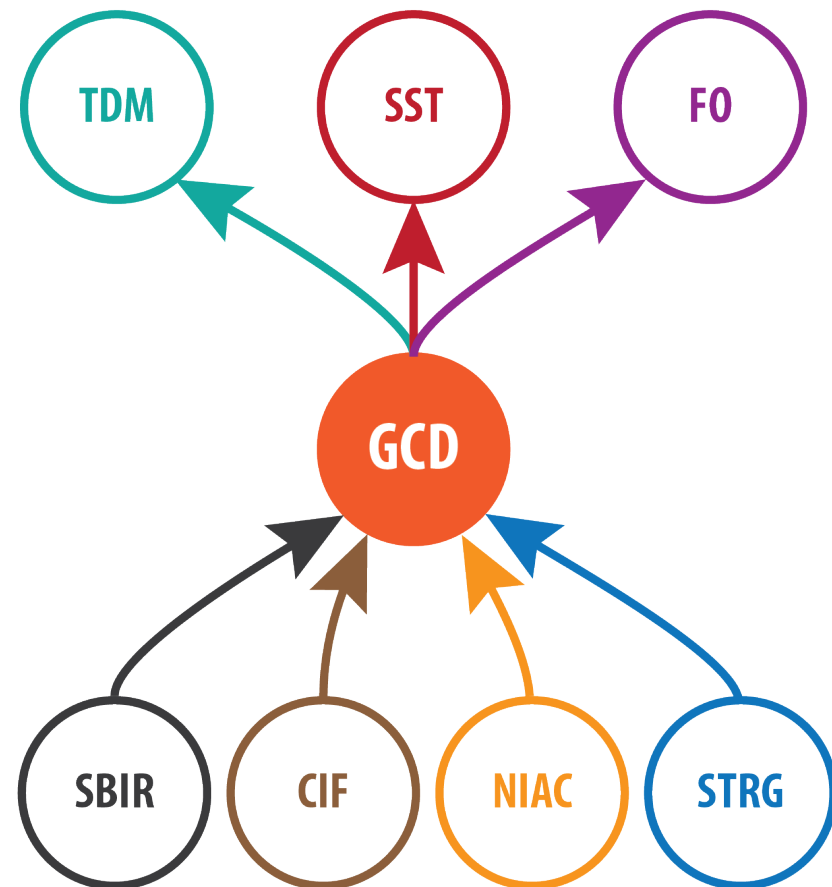 TDM
SST
FO
GCD
SBIR
CIF
NIAC
STRG